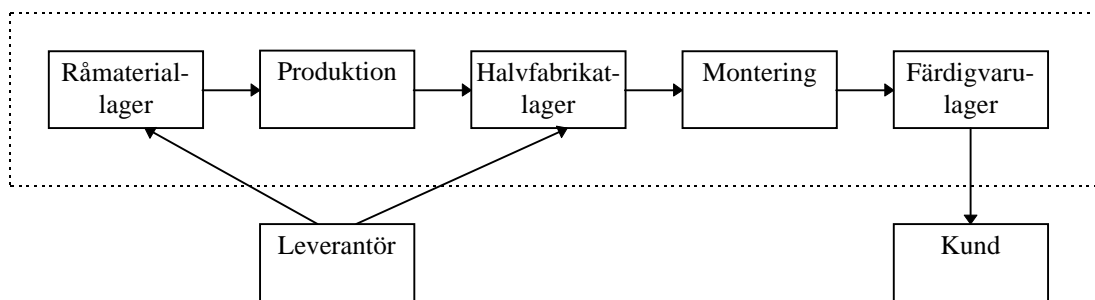 Råmaterial-
lager
Produktion
Halvfabrikat-
lager
Montering
Färdigvaru-
lager
Leverantör
Kund